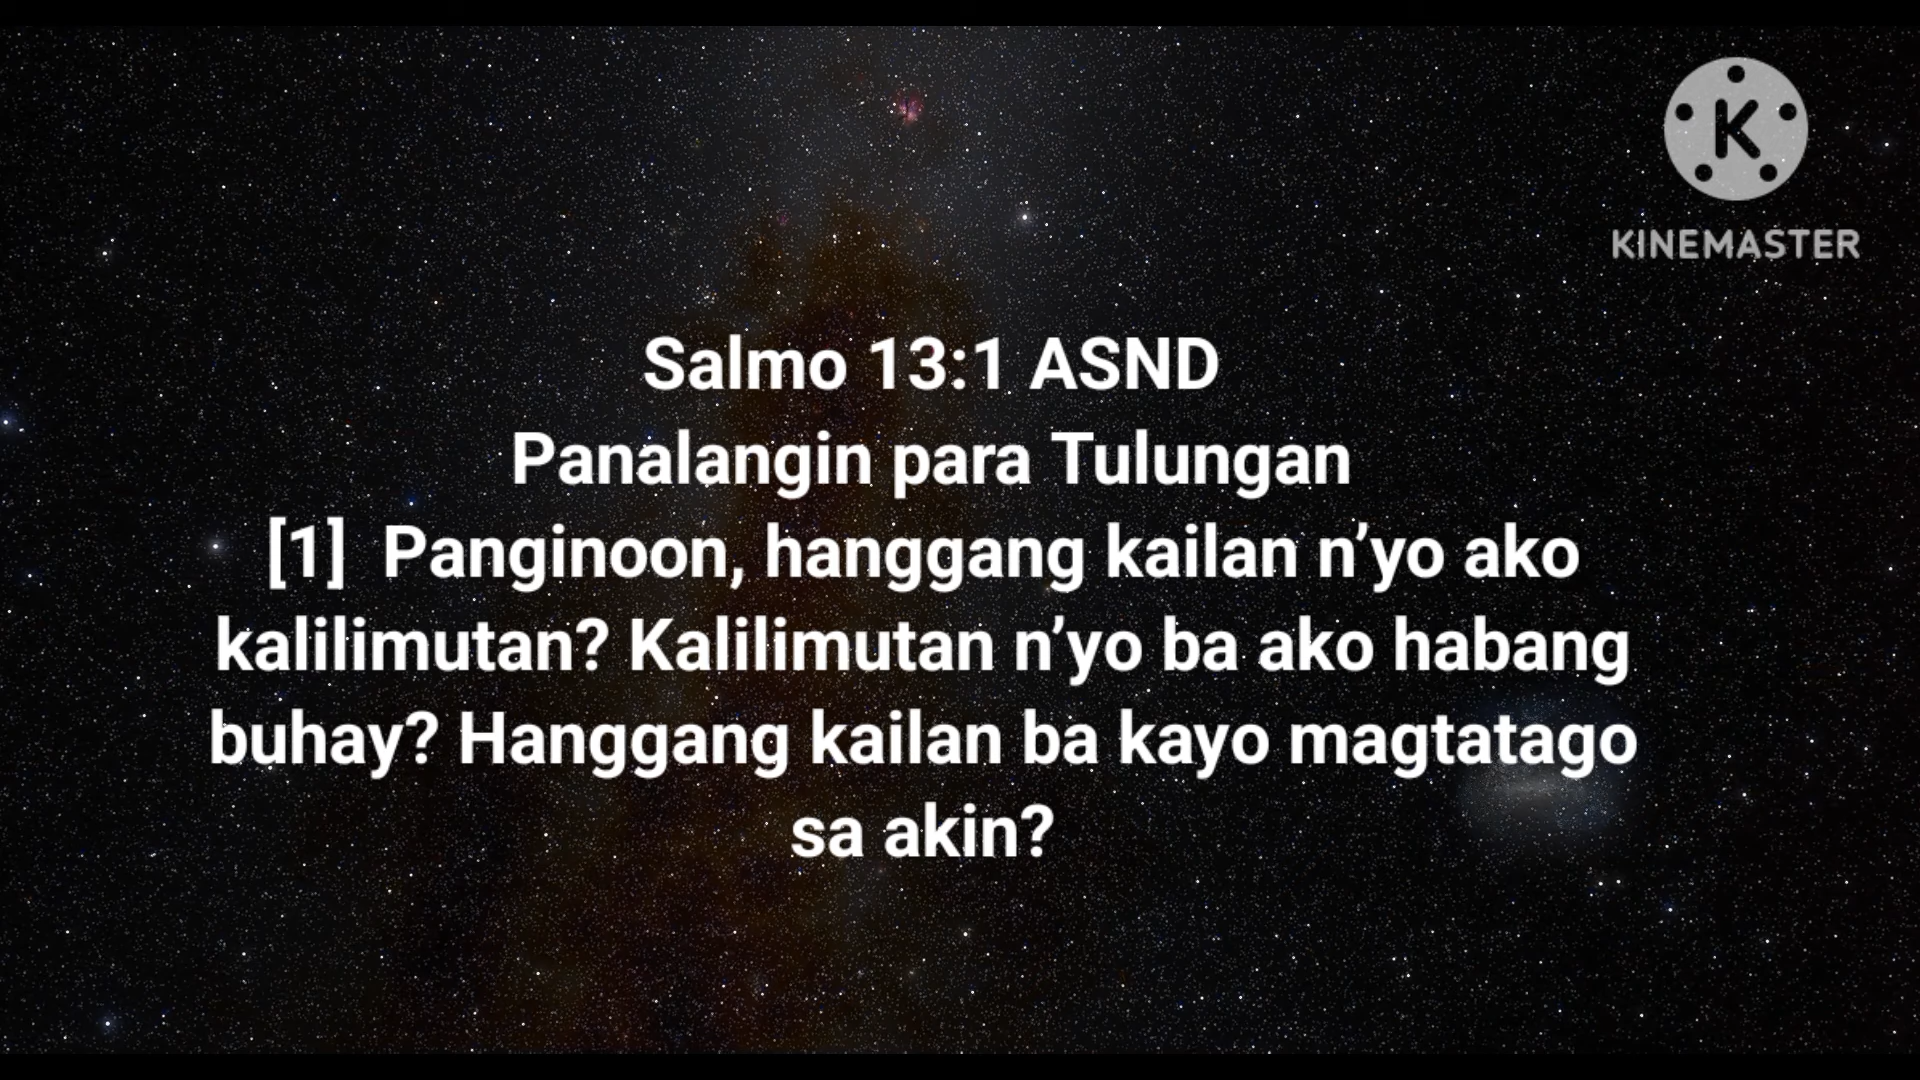 K
KINEMASTER
Salmo 13:1 ASND
Panalangin para Tulungan
[1]  Panginoon, hanggang kailan n’yo ako
kalilimutan? Kalilimutan n’yo ba ako habang
buhay? Hanggang kailan ba kayo magtatago
sa akin?